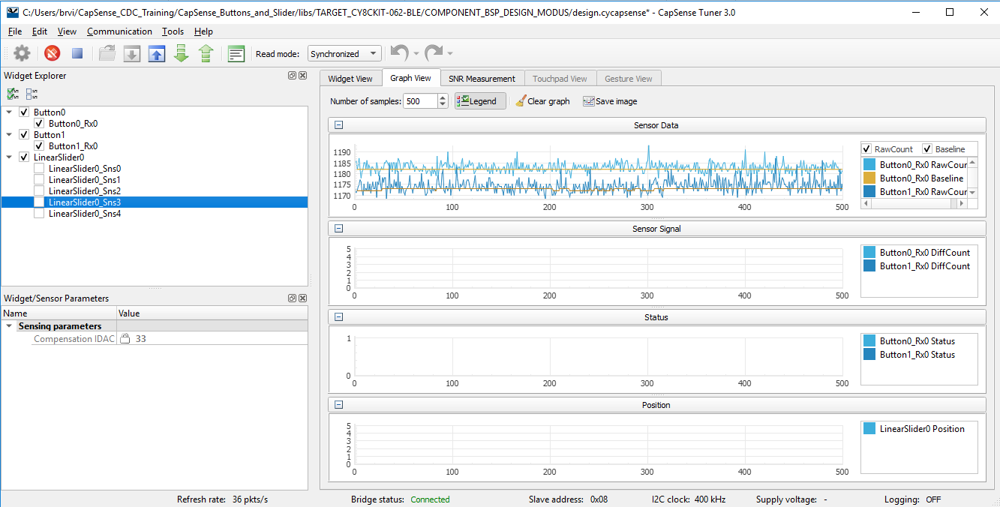 C:/Users/brvi/CapSense_CDC_Training/CapSense_Buttons_and_Slider/libs/TARGET_CY8CKIT-062-BLE/COMPONENT_BSP_DESIGN_MODUS/design.cycapsense* - CapSense Tuner 3.0
File Edit View Communication Tools Help
Read mode: Synchronized
Widget Explorer
Button0
Button0_Rx0
Button1
Button1_Rx0
LinearSlider0
LinearSlider0_Sns0
LinearSlider0_Sns1
LinearSlider0_Sns2
LinearSlider0_Sns3
LinearSlider0_Sns4
Widget/Sensor Parameters
Name Value
Sensing parameters
Compensation IDAC 33
Widget View Graph View SNR Measurement Touchpad View Gesture View
Number of samples: 500 Legend Clear graph Save image
Sensor Data
1190
1185
1180
1175
1170
0 100 200 300 400 500
RawCount Baseline
Button0_Rx0 RawCour
Button0_Rx0 Baseline
Button1_Rx0 RawCour
Sensor Signal
5
4
3
2
1
0
0 100 200 300 400 500
Button0_Rx0 DiffCount
Button1_Rx0 DiffCount
Status
1
0
0 100 200 300 400 500
Button0_Rx0 Status
Button1_Rx0 Status
Position
5
4
3
2
1
0
0 100 200 300 400 500
LinearSlider0 Position
Refresh rate: 36 pkts/s Bridge status: Connected Slave address: 0x08 I2C clock: 400 kHz Supply voltage: - Logging: OFF